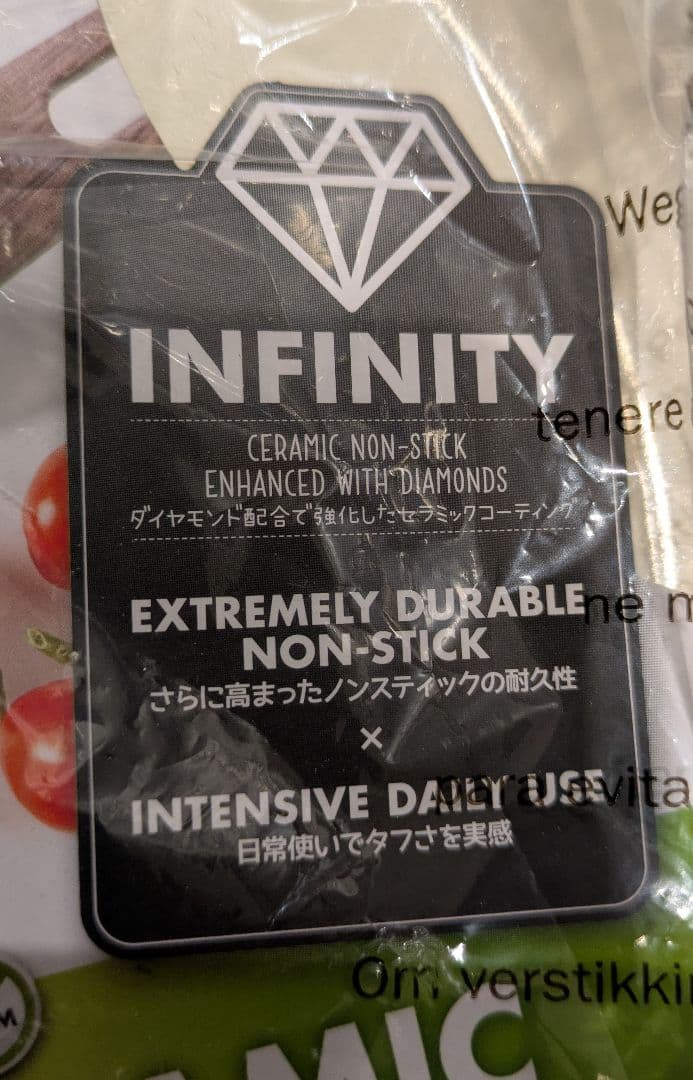 INFINITY
CERAMIC NON-STICK
ENHANCED WITH DIAMONDS
ダイヤモンド配合で強化したセラミックコーティング
EXTREMELY DURABLE
NON-STICK
さらに高まったノンスティックの耐久性
×
INTENSIVE DAILY USE
日常使いでタフさを実感
tenere
ne
para evita
Om verstikki
AMIC
M